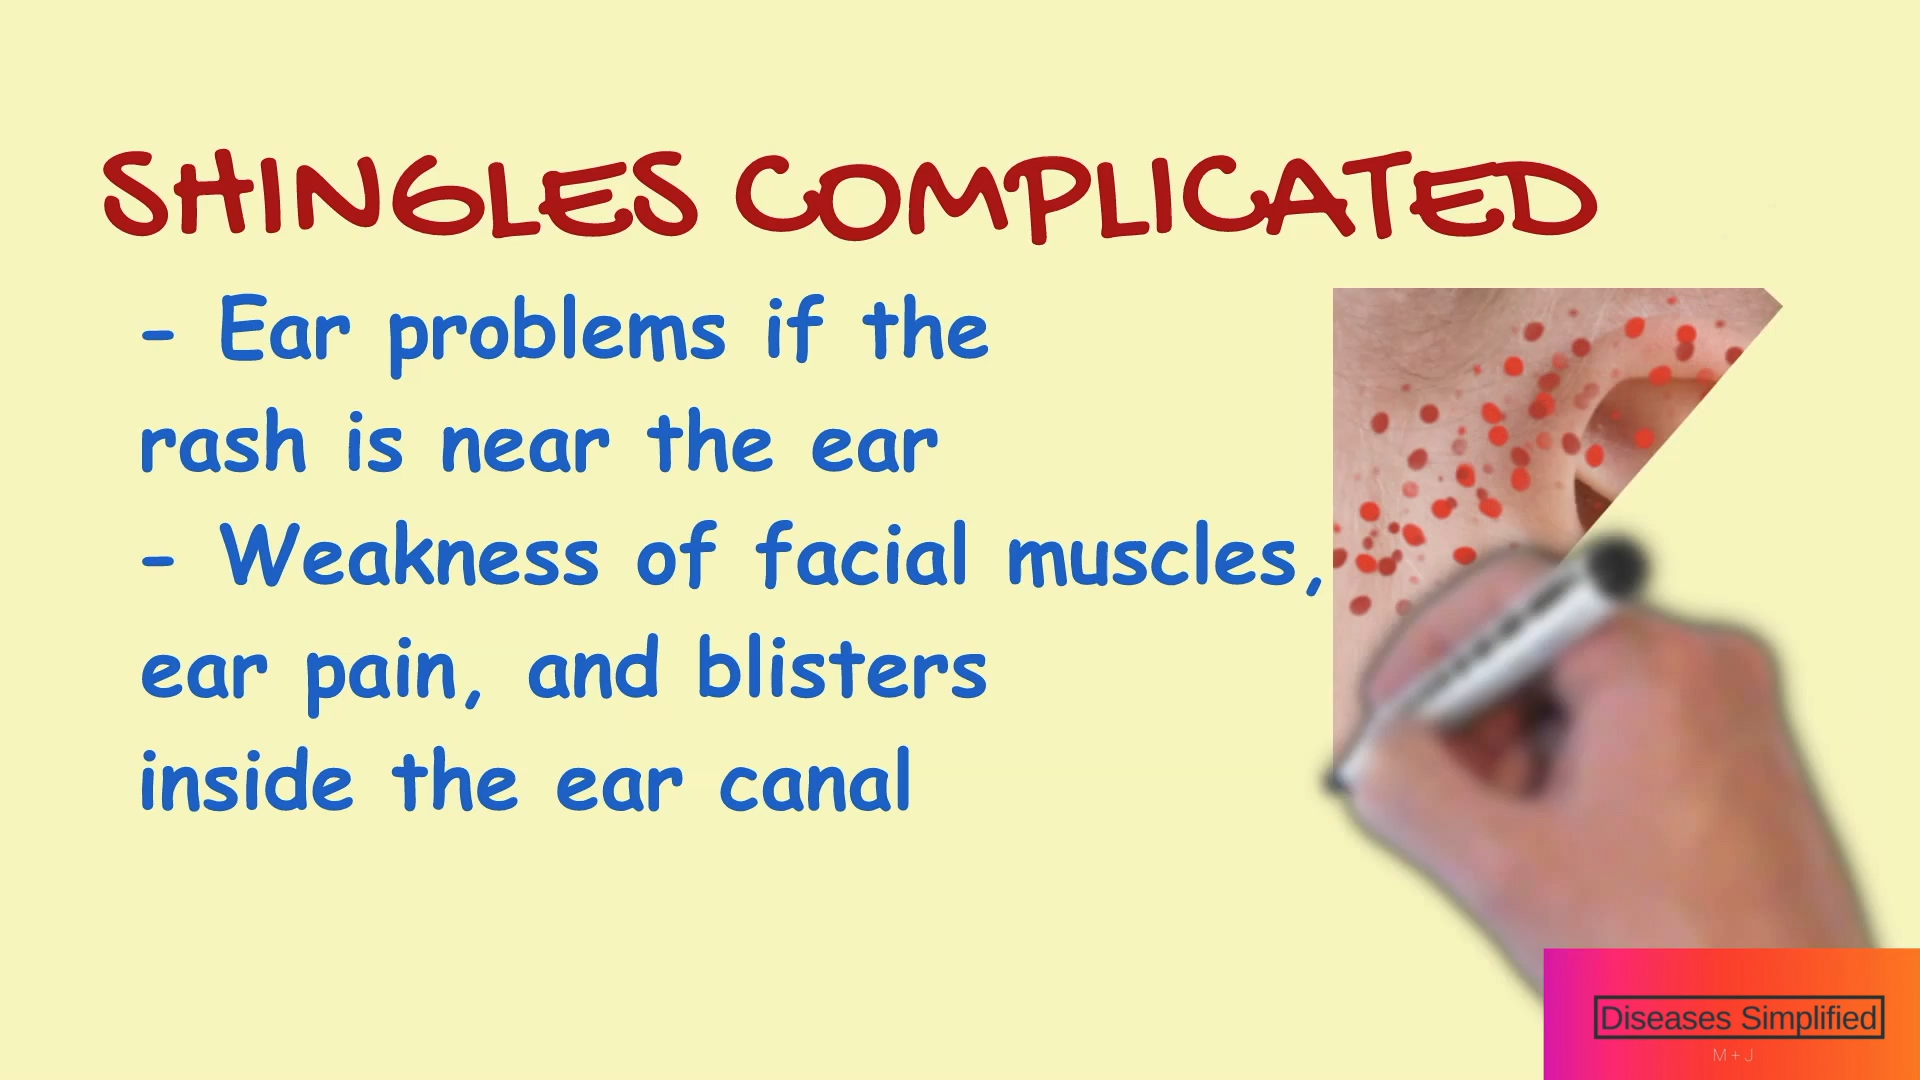 SHINGLES COMPLICATED
- Ear problems if the
rash is near the ear
- Weakness of facial muscles,
ear pain, and blisters
inside the ear canal
Diseases Simplified
M + J